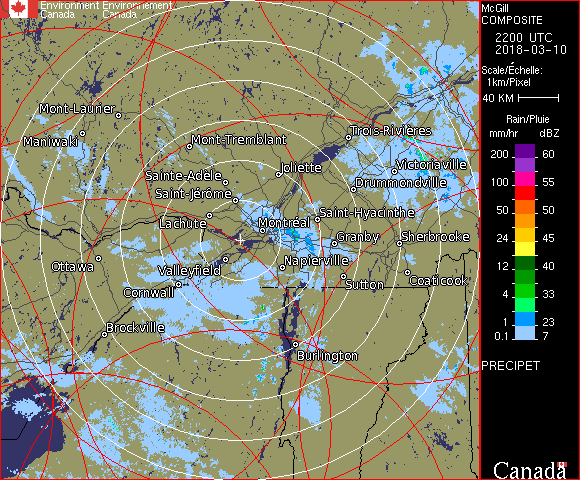 Environment Environnement
Canada Canada
McGill
COMPOSITE
2200 UTC
2018-03-10
Scale/Échelle:
1km/Pixel
40 KM
Rain/Pluie
mm/hr dBZ
200 60
150 57
100 55
50 50
24 45
12 40
4 33
1 23
0.1 7
PRECIPET
Canada
Mont-Laurier
Maniwaki
Mont-Tremblant
Trois-Rivières
Sainte-Adèle
Joliette
Victoriaville
Saint-Jérôme
Drummondville
Lachute
Montréal
Saint-Hyacinthe
Granby
Sherbrooke
Ottawa
Valleyfield
Napierville
Cornwall
Sutton
Coaticook
Brockville
Burlington